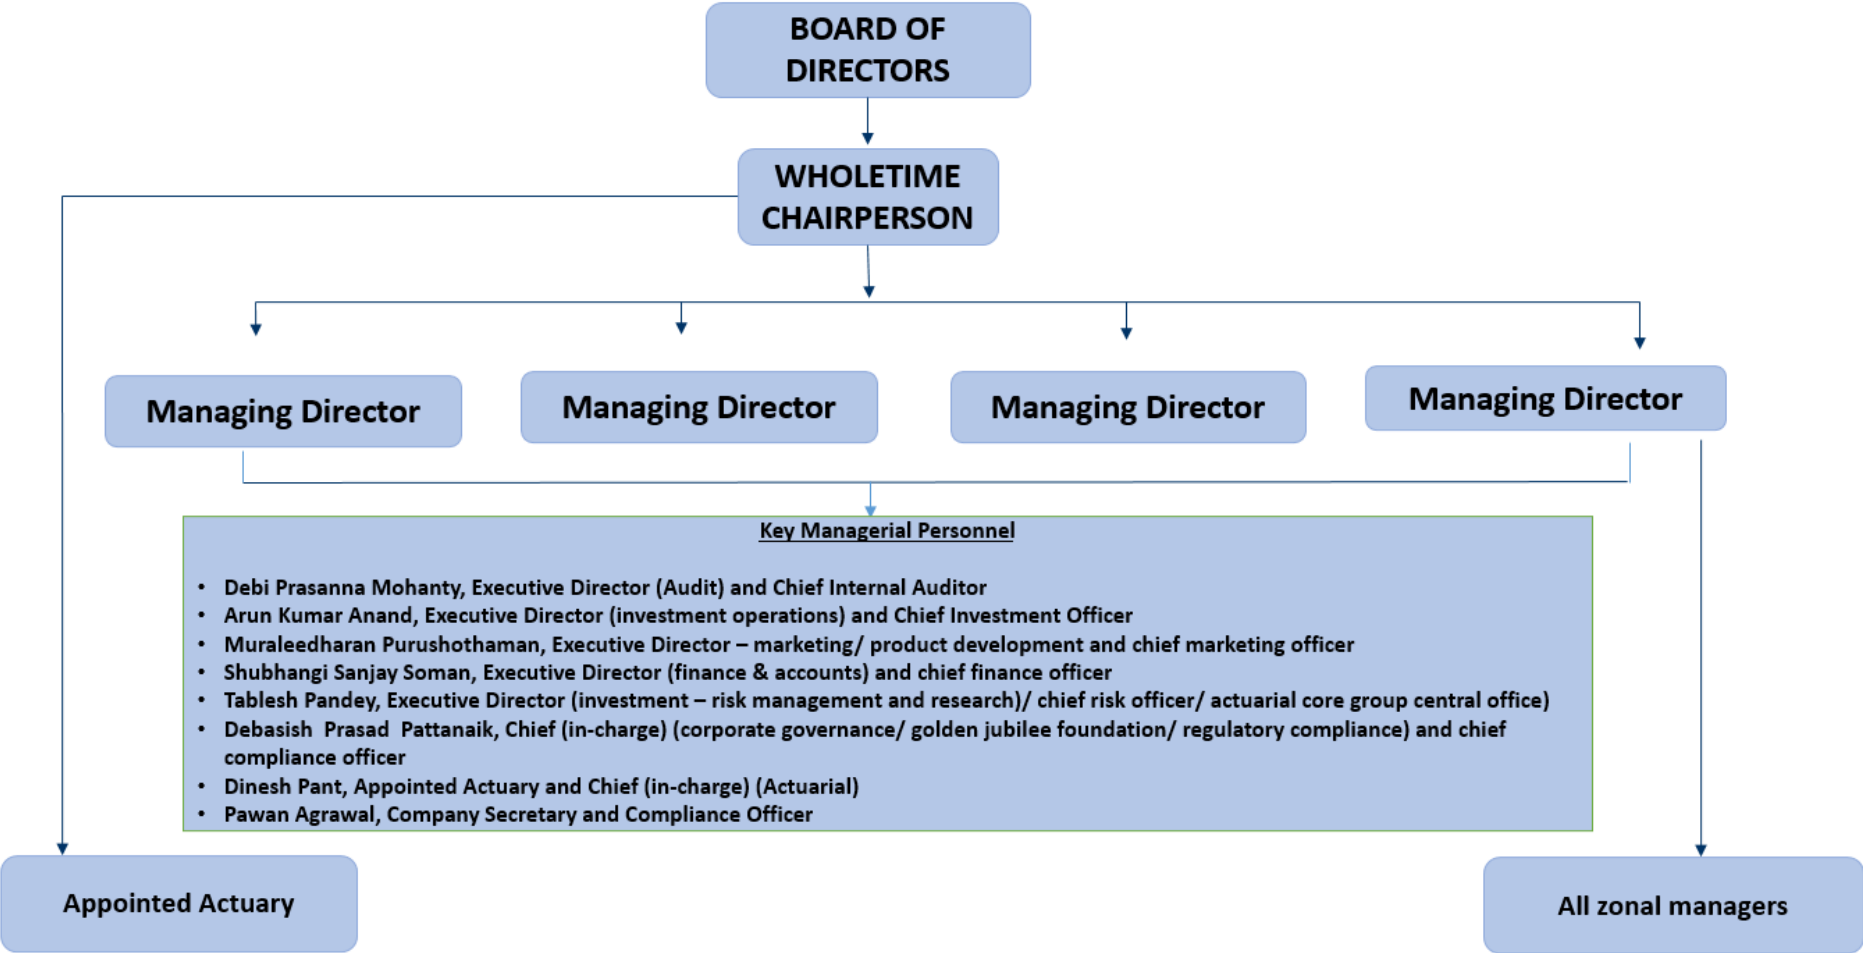 BOARD OF
DIRECTORS
WHOLETIME
CHAIRPERSON
Managing Director
Managing Director
Managing Director
Managing Director
Key Managerial Personnel
• Debi Prasanna Mohanty, Executive Director (Audit) and Chief Internal Auditor
• Arun Kumar Anand, Executive Director (investment operations) and Chief Investment Officer
• Muraleedharan Purushothaman, Executive Director – marketing/ product development and chief marketing officer
• Shubhangi Sanjay Soman, Executive Director (finance & accounts) and chief finance officer
• Tablesh Pandey, Executive Director (investment – risk management and research)/ chief risk officer/ actuarial core group central office)
• Debasish Prasad Pattanaik, Chief (in-charge) (corporate governance/ golden jubilee foundation/ regulatory compliance) and chief
compliance officer
• Dinesh Pant, Appointed Actuary and Chief (in-charge) (Actuarial)
• Pawan Agrawal, Company Secretary and Compliance Officer
Appointed Actuary
All zonal managers